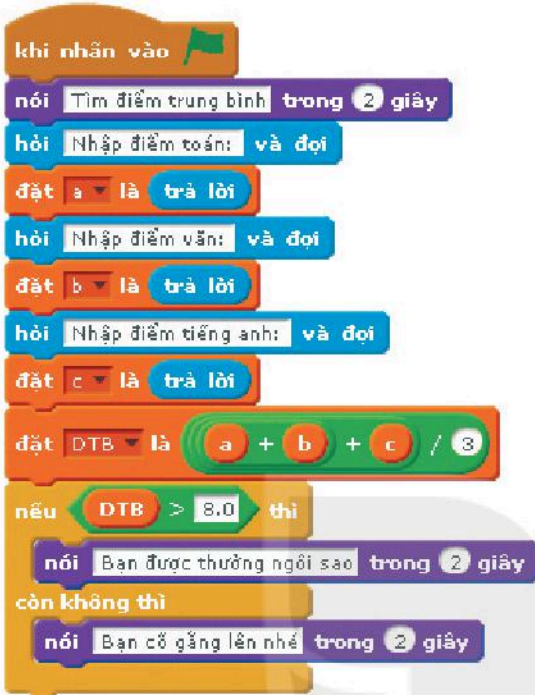 khi nhấn vào
nói Tìm điểm trung bình trong 2 giây
hỏi Nhập điểm toán: và đợi
đặt a là trả lời
hỏi Nhập điểm văn: và đợi
đặt b là trả lời
hỏi Nhập điểm tiếng anh: và đợi
đặt c là trả lời
đặt DTB là a + b + c / 3
nếu DTB > 8.0 thì
nói Bạn được thưởng ngôi sao trong 2 giây
còn không thì
nói Bạn cố gắng lên nhé trong 2 giây